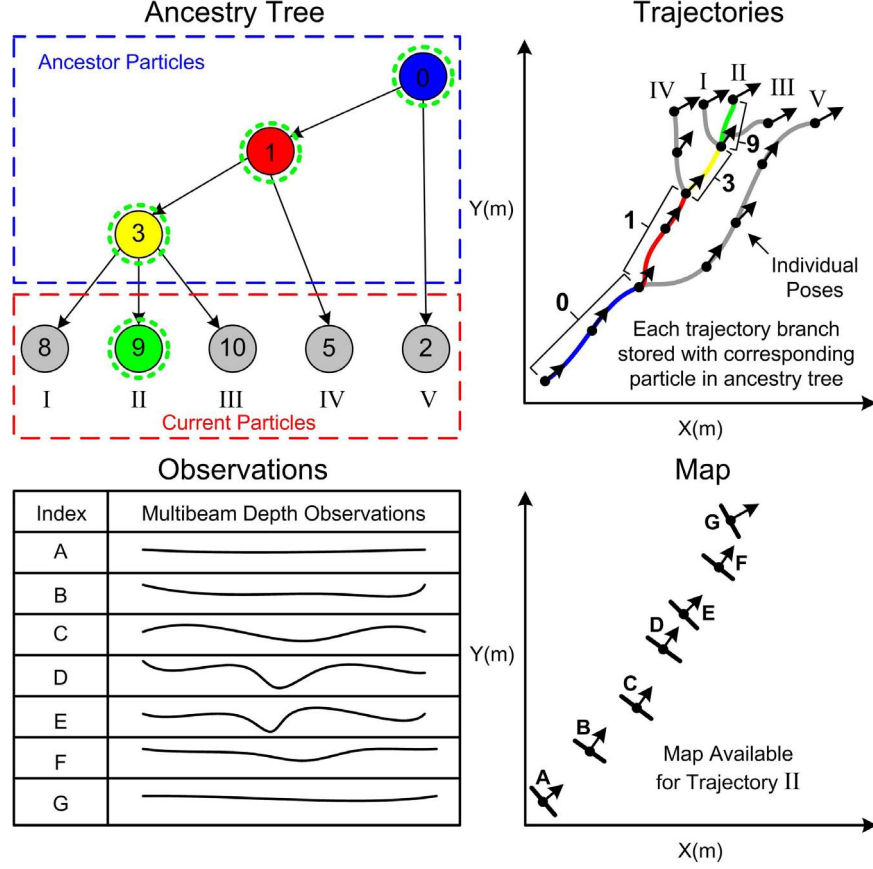 Ancestry Tree
Ancestor Particles
0
1
3
8
9
10
5
2
I
II
III
IV
V
Current Particles
Trajectories
IV
I
II
III
V
9
3
1
0
Y(m)
Individual
Poses
Each trajectory branch
stored with corresponding
particle in ancestry tree
X(m)
Observations
Index
Multibeam Depth Observations
A
B
C
D
E
F
G
Map
G
F
E
D
C
B
A
Y(m)
Map Available
for Trajectory II
X(m)